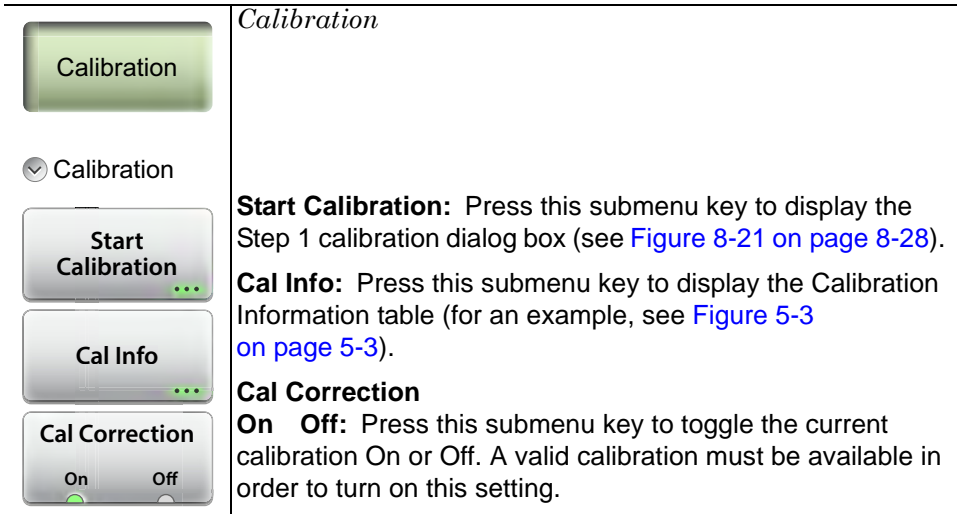 Calibration
Calibration
Calibration
Start
Calibration
Cal Info
Cal Correction
On Off
Start Calibration: Press this submenu key to display the
Step 1 calibration dialog box (see Figure 8-21 on page 8-28).
Cal Info: Press this submenu key to display the Calibration
Information table (for an example, see Figure 5-3
on page 5-3).
Cal Correction
On Off: Press this submenu key to toggle the current
calibration On or Off. A valid calibration must be available in
order to turn on this setting.